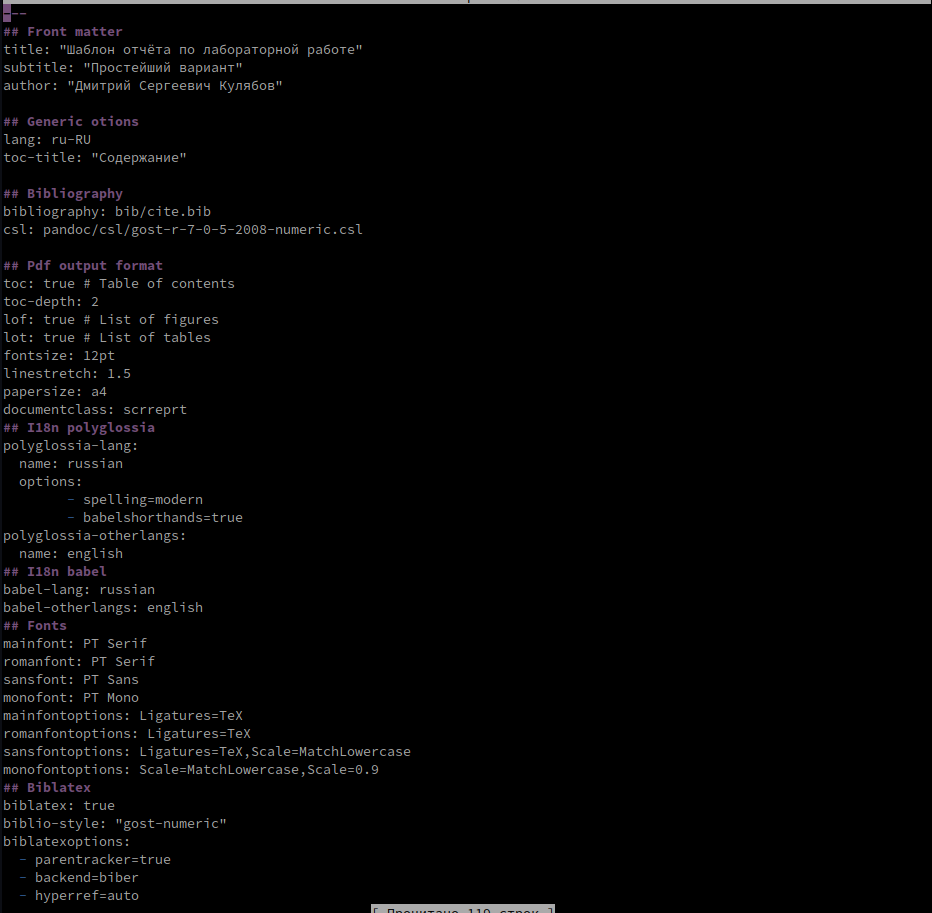 ---
## Front matter
title: "Шаблон отчёта по лабораторной работе"
subtitle: "Простейший вариант"
author: "Дмитрий Сергеевич Кулябов"

## Generic otions
lang: ru-RU
toc-title: "Содержание"

## Bibliography
bibliography: bib/cite.bib
csl: pandoc/csl/gost-r-7-0-5-2008-numeric.csl

## Pdf output format
toc: true # Table of contents
toc-depth: 2
lof: true # List of figures
lot: true # List of tables
fontsize: 12pt
linestretch: 1.5
papersize: a4
documentclass: scrreprt
## I18n polyglossia
polyglossia-lang:
  name: russian
  options:
        - spelling=modern
        - babelshorthands=true
polyglossia-otherlangs:
  name: english
## I18n babel
babel-lang: russian
babel-otherlangs: english
## Fonts
mainfont: PT Serif
romanfont: PT Serif
sansfont: PT Sans
monofont: PT Mono
mainfontoptions: Ligatures=TeX
romanfontoptions: Ligatures=TeX
sansfontoptions: Ligatures=TeX,Scale=MatchLowercase
monofontoptions: Scale=MatchLowercase,Scale=0.9
## Biblatex
biblatex: true
biblio-style: "gost-numeric"
biblatexoptions:
  - parentracker=true
  - backend=biber
  - hyperref=auto
[ Прочитано 119 строк ]